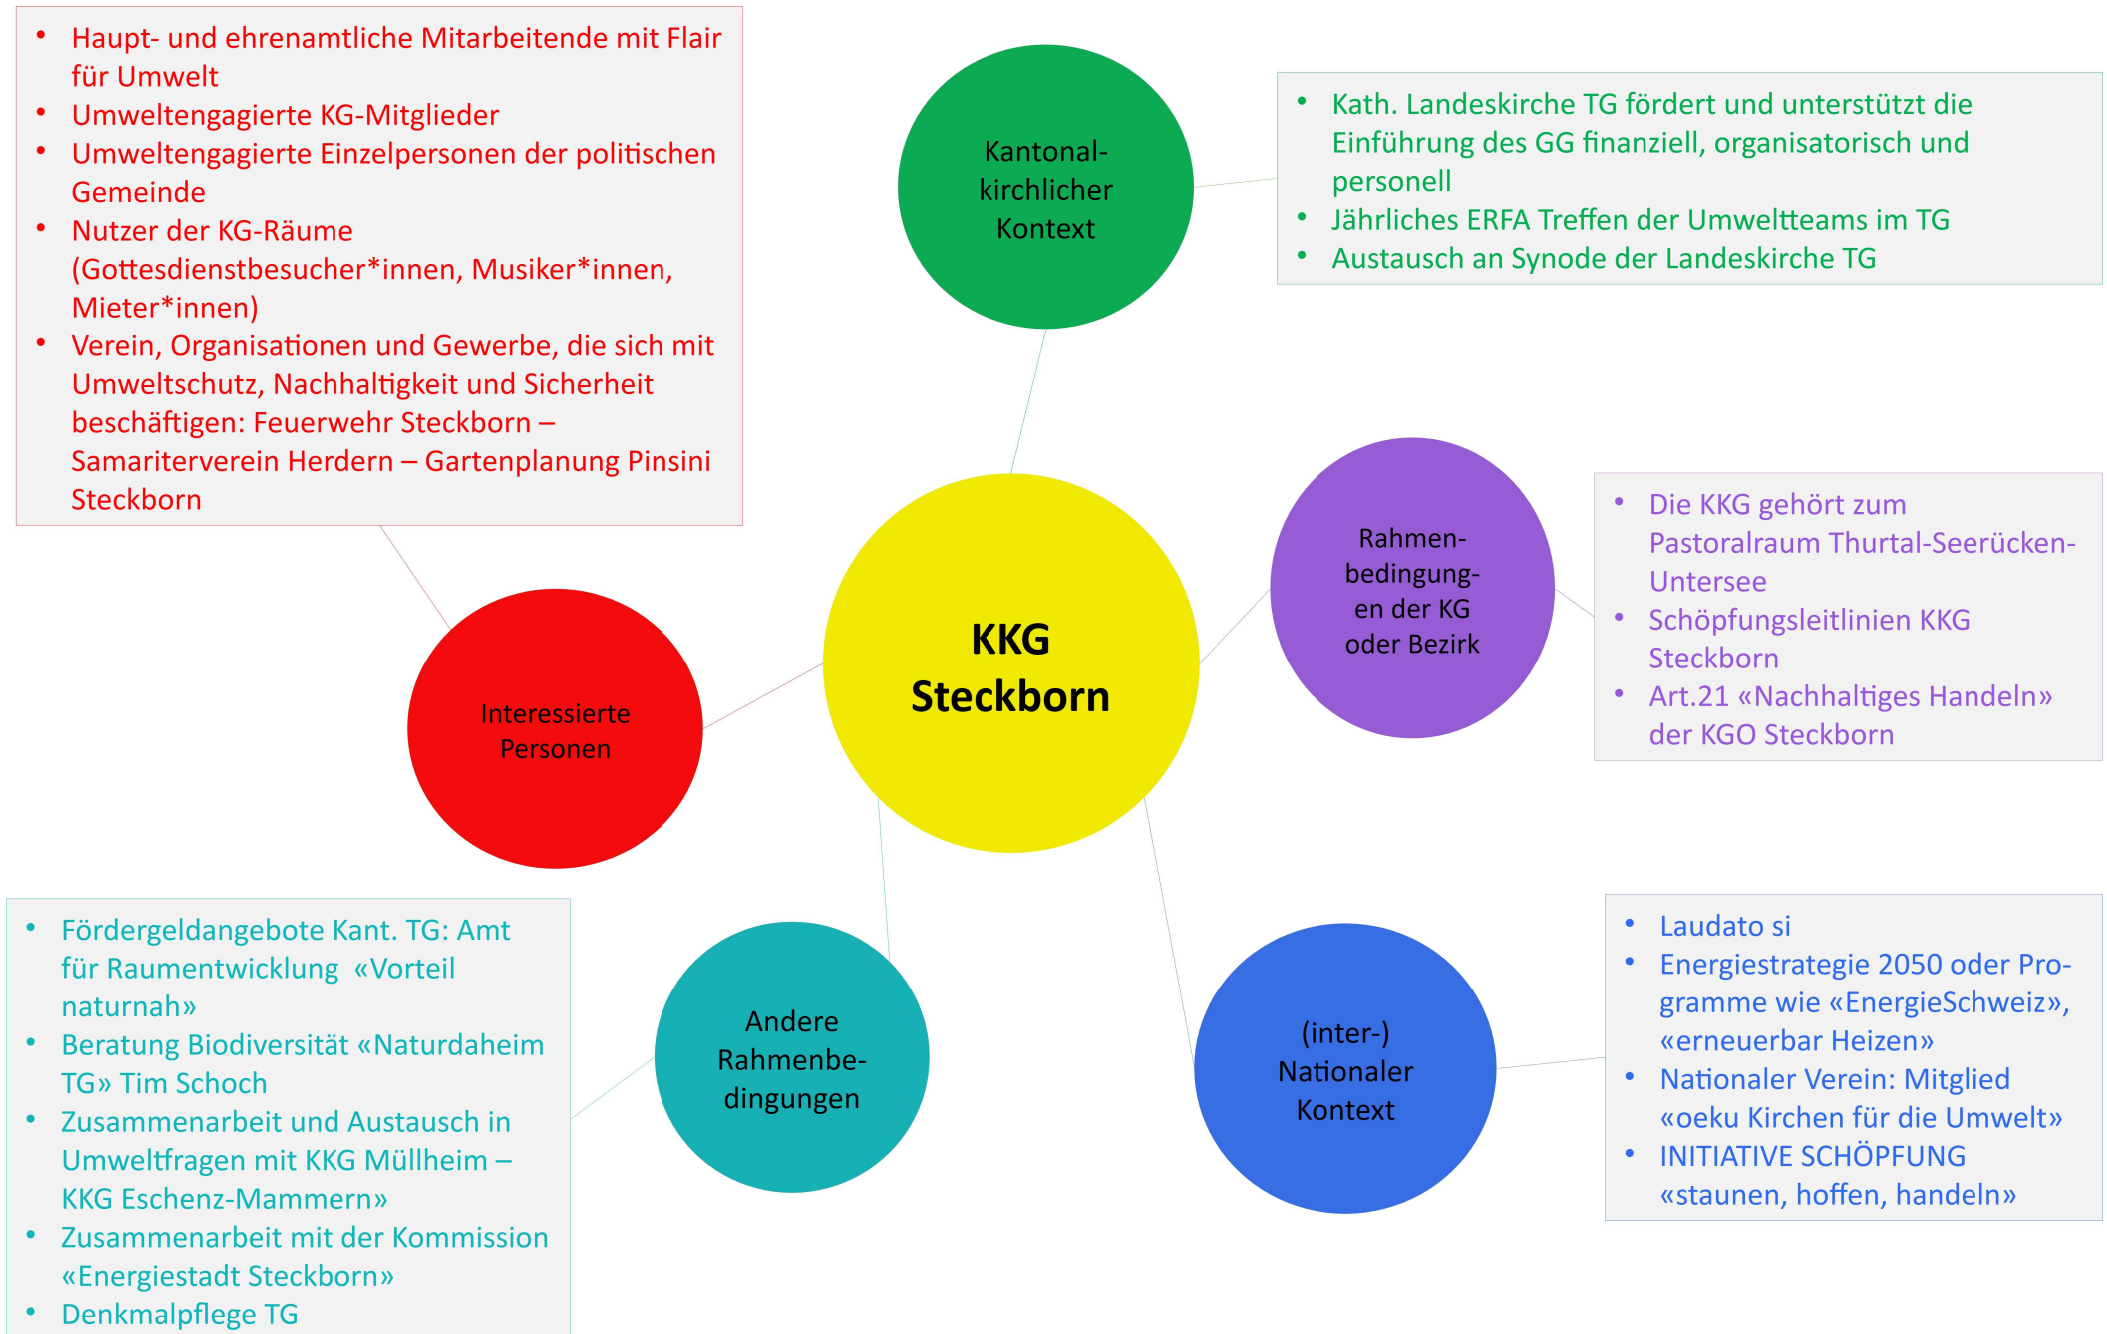 • Haupt- und ehrenamtliche Mitarbeitende mit Flair
für Umwelt
• Umweltengagierte KG-Mitglieder
• Umweltengagierte Einzelpersonen der politischen
Gemeinde
• Nutzer der KG-Räume
(Gottesdienstbesucher*innen, Musiker*innen,
Mieter*innen)
• Verein, Organisationen und Gewerbe, die sich mit
Umweltschutz, Nachhaltigkeit und Sicherheit
beschäftigen: Feuerwehr Steckborn –
Samariterverein Herdern – Gartenplanung Pinsini
Steckborn
Kantonal-
kirchlicher
Kontext
• Kath. Landeskirche TG fördert und unterstützt die
Einführung des GG finanziell, organisatorisch und
personell
• Jährliches ERFA Treffen der Umweltteams im TG
• Austausch an Synode der Landeskirche TG
Rahmen-
bedingung-
en der KG
oder Bezirk
• Die KKG gehört zum
Pastoralraum Thurtal-Seerücken-
Untersee
• Schöpfungsleitlinien KKG
Steckborn
• Art.21 «Nachhaltiges Handeln»
der KGO Steckborn
KKG
Steckborn
Interessierte
Personen
• Fördergeldangebote Kant. TG: Amt
für Raumentwicklung «Vorteil
naturnah»
• Beratung Biodiversität «Naturdaheim
TG» Tim Schoch
• Zusammenarbeit und Austausch in
Umweltfragen mit KKG Müllheim –
KKG Eschenz-Mammern»
• Zusammenarbeit mit der Kommission
«Energiestadt Steckborn»
• Denkmalpflege TG
Andere
Rahmenbe-
dingungen
(inter-)
Nationaler
Kontext
• Laudato si
• Energiestrategie 2050 oder Pro-
gramme wie «EnergieSchweiz»,
«erneuerbar Heizen»
• Nationaler Verein: Mitglied
«oeku Kirchen für die Umwelt»
• INITIATIVE SCHÖPFUNG
«staunen, hoffen, handeln»